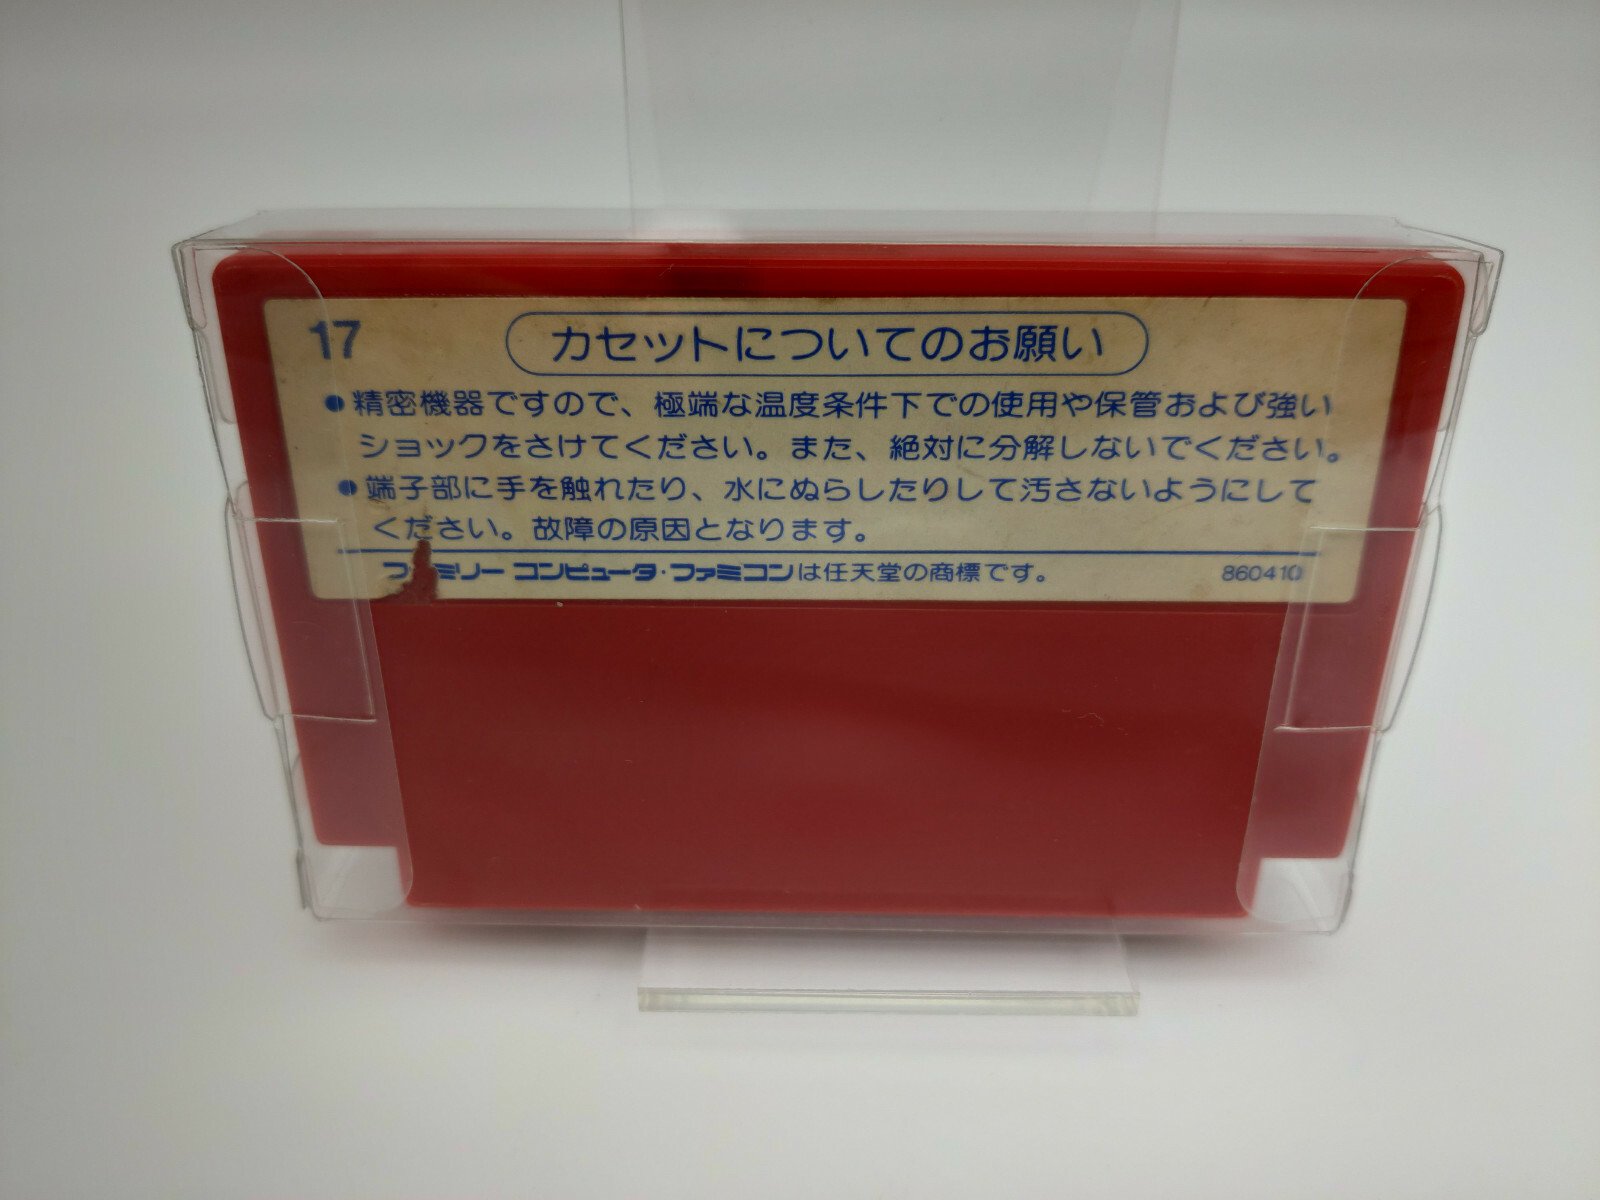 17
カセットについてのお願い
●精密機器ですので、極端な温度条件下での使用や保管および強い
ショックをさけてください。また、絶対に分解しないでください。
●端子部に手を触れたり、水にぬらしたりして汚さないようにして
ください。故障の原因となります。
ファミリー コンピュータ・ファミコンは任天堂の商標です。 860410